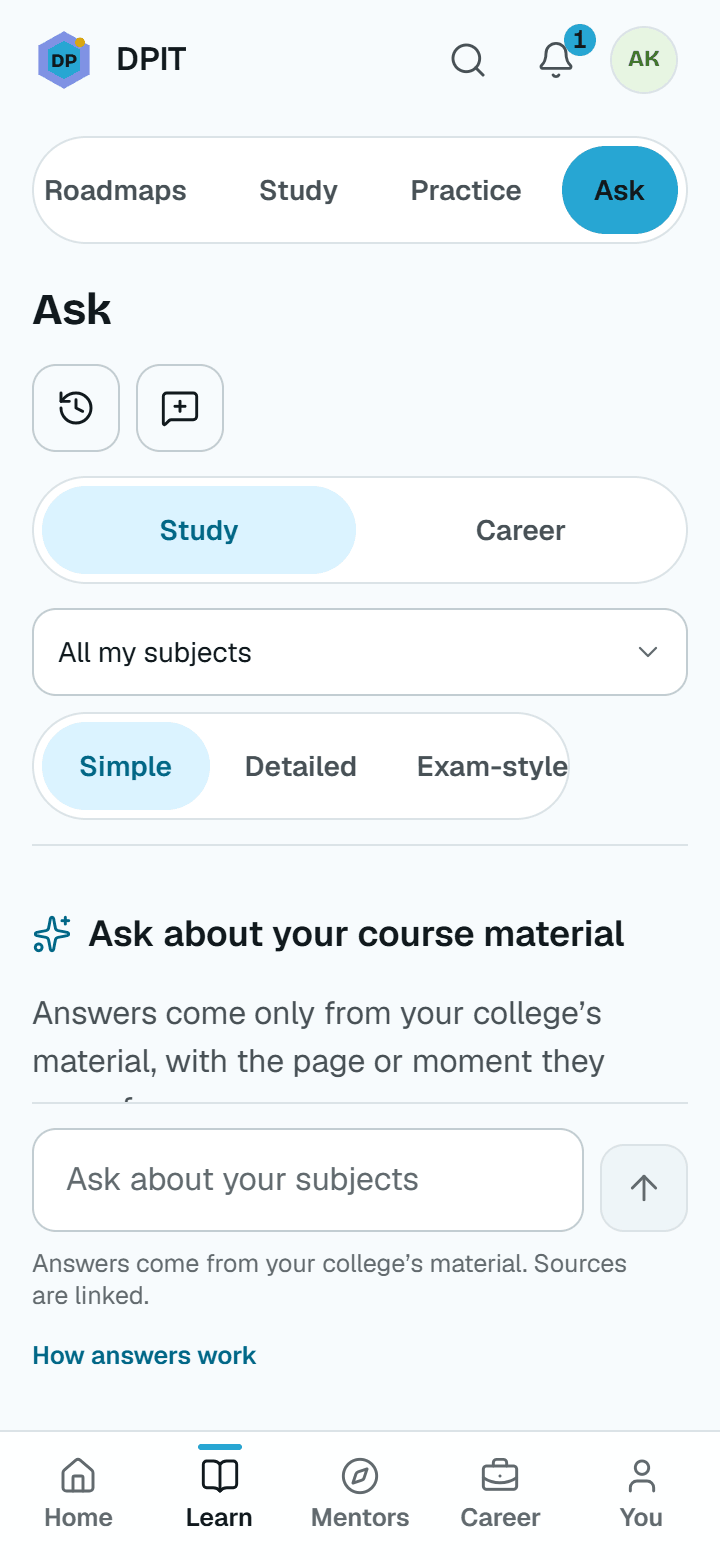 DP DPIT 1 AK
Roadmaps Study Practice Ask
Ask
Study Career
All my subjects
Simple Detailed Exam-style
Ask about your course material
Answers come only from your college’s
material, with the page or moment they
Ask about your subjects
Answers come from your college’s material. Sources
are linked.
How answers work
Home Learn Mentors Career You